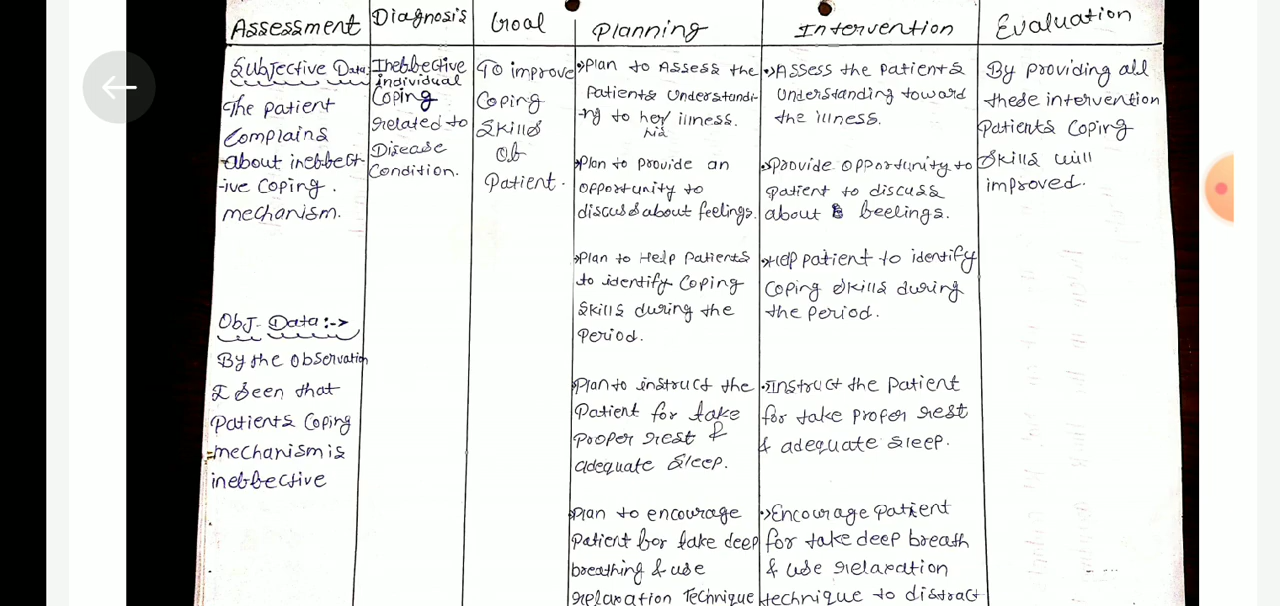 Assessment
Subjective Data
The patient
Complains
about ineffect
-ive Coping.
mechanism.
Obj- Data:->
By the observation
I seen that
Patients Coping
mechanism is
ineffective
Diagnosis
Ineffective
individual
Coping
related to
Disease
Condition.
Goal
To improve
Coping
Skills
of
Patient.
Planning
Plan to Assess the
Patients Understandi-
ng to her/ illness.
his
Plan to provide an
opportunity to
discuss about feelings.
Plan to Help Patients
to identify Coping
Skills during the
Period.
Plan to instruct the
Patient for take
pooper rest &
adequate Sleep.
Plan to encourage
Patient for take deep
breathing & use
relaxation Technique
Intervention
Assess the patients
Understanding toward
the illness.
Provide opportunity to
patient to discuss
about feelings.
Help patient to identify
Coping Skills during
the Period.
Instruct the patient
for take proper rest
& adequate sleep.
Encourage patient
for take deep breath
& use relaxation
technique to distract
Evaluation
By providing all
these intervention
Patients Coping
Skills will
improved.